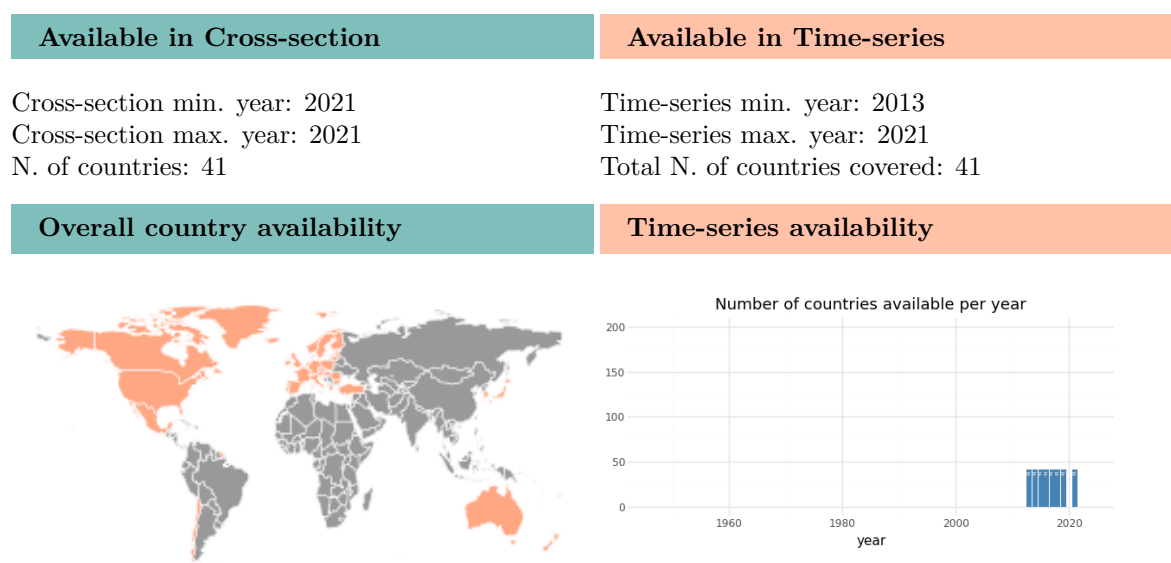 Available in Cross-section
Available in Time-series
Cross-section min. year: 2021
Cross-section max. year: 2021
N. of countries: 41
Time-series min. year: 2013
Time-series max. year: 2021
Total N. of countries covered: 41
Overall country availability
Time-series availability
Number of countries available per year
200
150
100
50
0
1960 1980 2000 2020
year